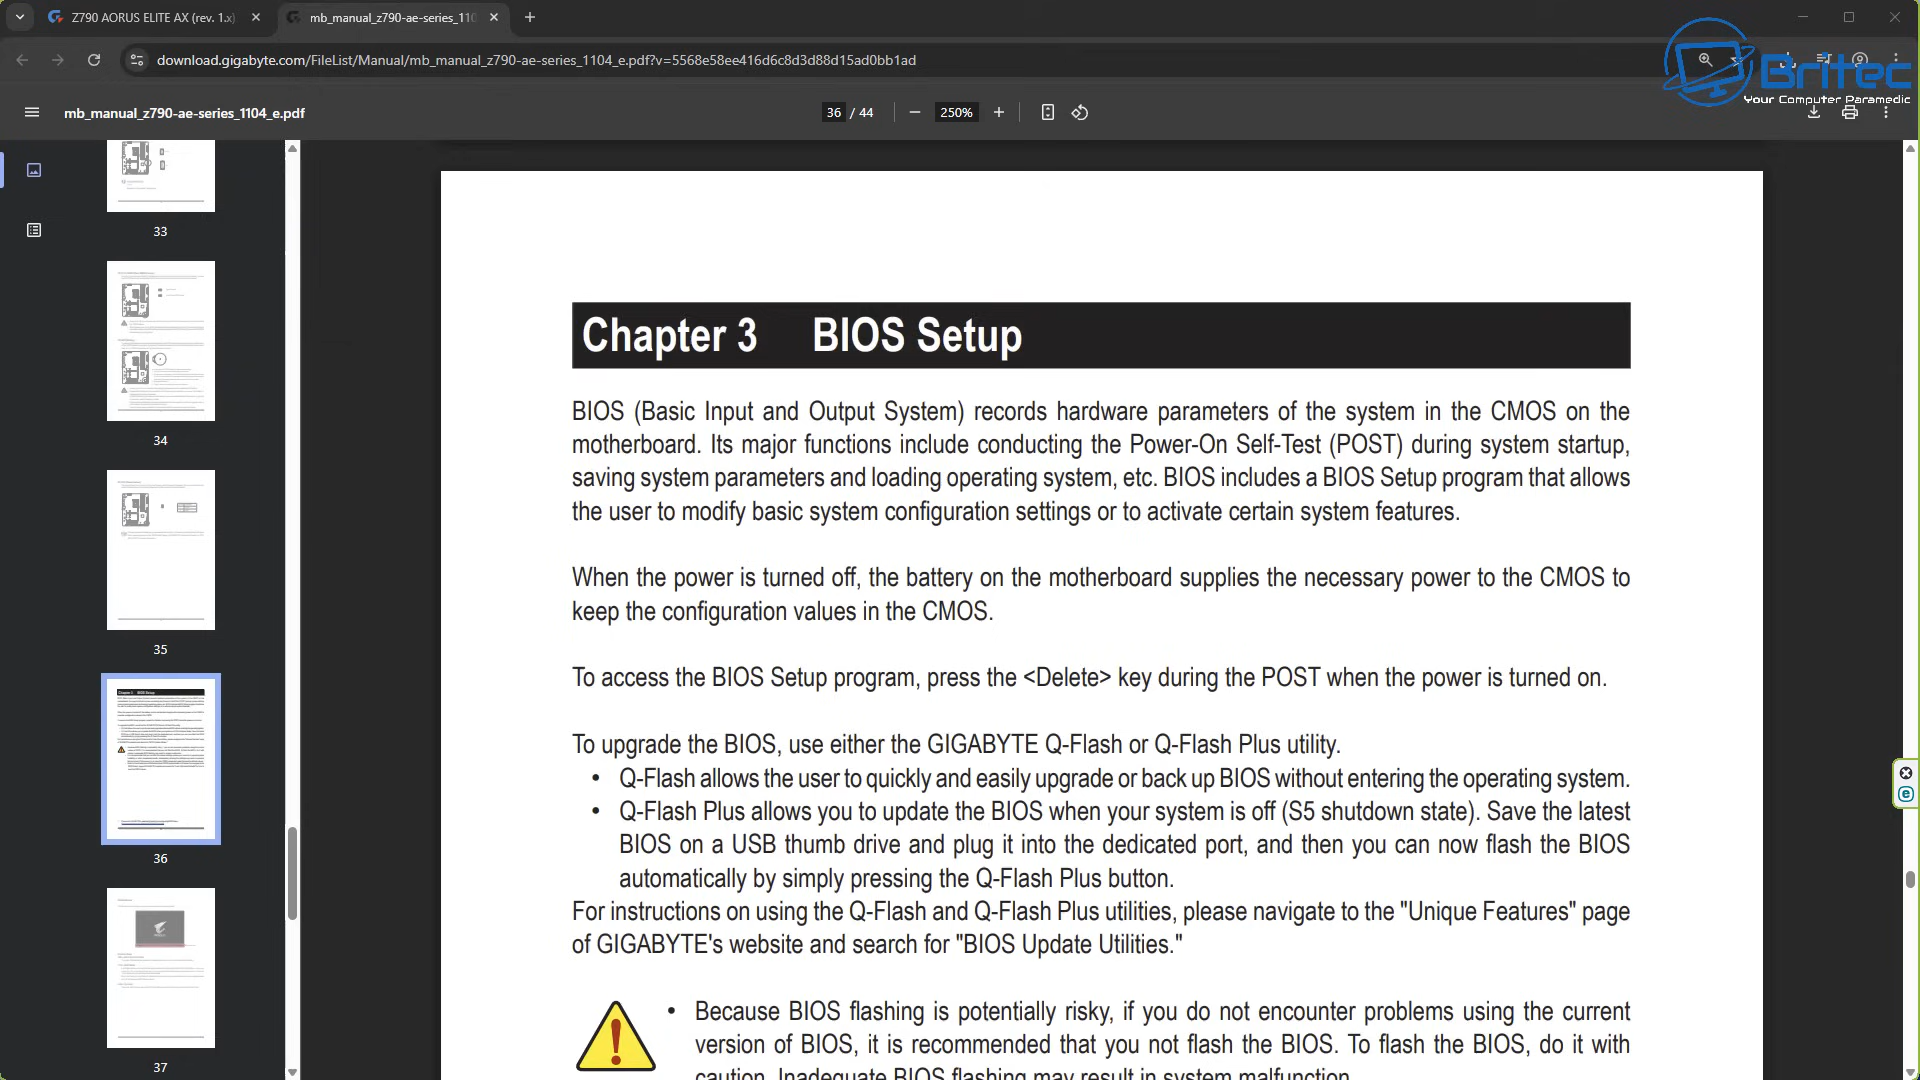 Z790 AORUS ELITE AX (rev. 1.x)
mb_manual_z790-ae-series_110
download.gigabyte.com/FileList/Manual/mb_manual_z790-ae-series_1104_e.pdf?v=5568e58ee416d6c8d3d88d15ad0bb1ad
Britec
Your Computer Paramedic
mb_manual_z790-ae-series_1104_e.pdf
36 / 44
250%
33
34
35
36
37
Chapter 3 BIOS Setup
BIOS (Basic Input and Output System) records hardware parameters of the system in the CMOS on the
motherboard. Its major functions include conducting the Power-On Self-Test (POST) during system startup,
saving system parameters and loading operating system, etc. BIOS includes a BIOS Setup program that allows
the user to modify basic system configuration settings or to activate certain system features.
When the power is turned off, the battery on the motherboard supplies the necessary power to the CMOS to
keep the configuration values in the CMOS.
To access the BIOS Setup program, press the <Delete> key during the POST when the power is turned on.
To upgrade the BIOS, use either the GIGABYTE Q-Flash or Q-Flash Plus utility.
• Q-Flash allows the user to quickly and easily upgrade or back up BIOS without entering the operating system.
• Q-Flash Plus allows you to update the BIOS when your system is off (S5 shutdown state). Save the latest
BIOS on a USB thumb drive and plug it into the dedicated port, and then you can now flash the BIOS
automatically by simply pressing the Q-Flash Plus button.
For instructions on using the Q-Flash and Q-Flash Plus utilities, please navigate to the "Unique Features" page
of GIGABYTE's website and search for "BIOS Update Utilities."
• Because BIOS flashing is potentially risky, if you do not encounter problems using the current
version of BIOS, it is recommended that you not flash the BIOS. To flash the BIOS, do it with
caution. Inadequate BIOS flashing may result in system malfunction.